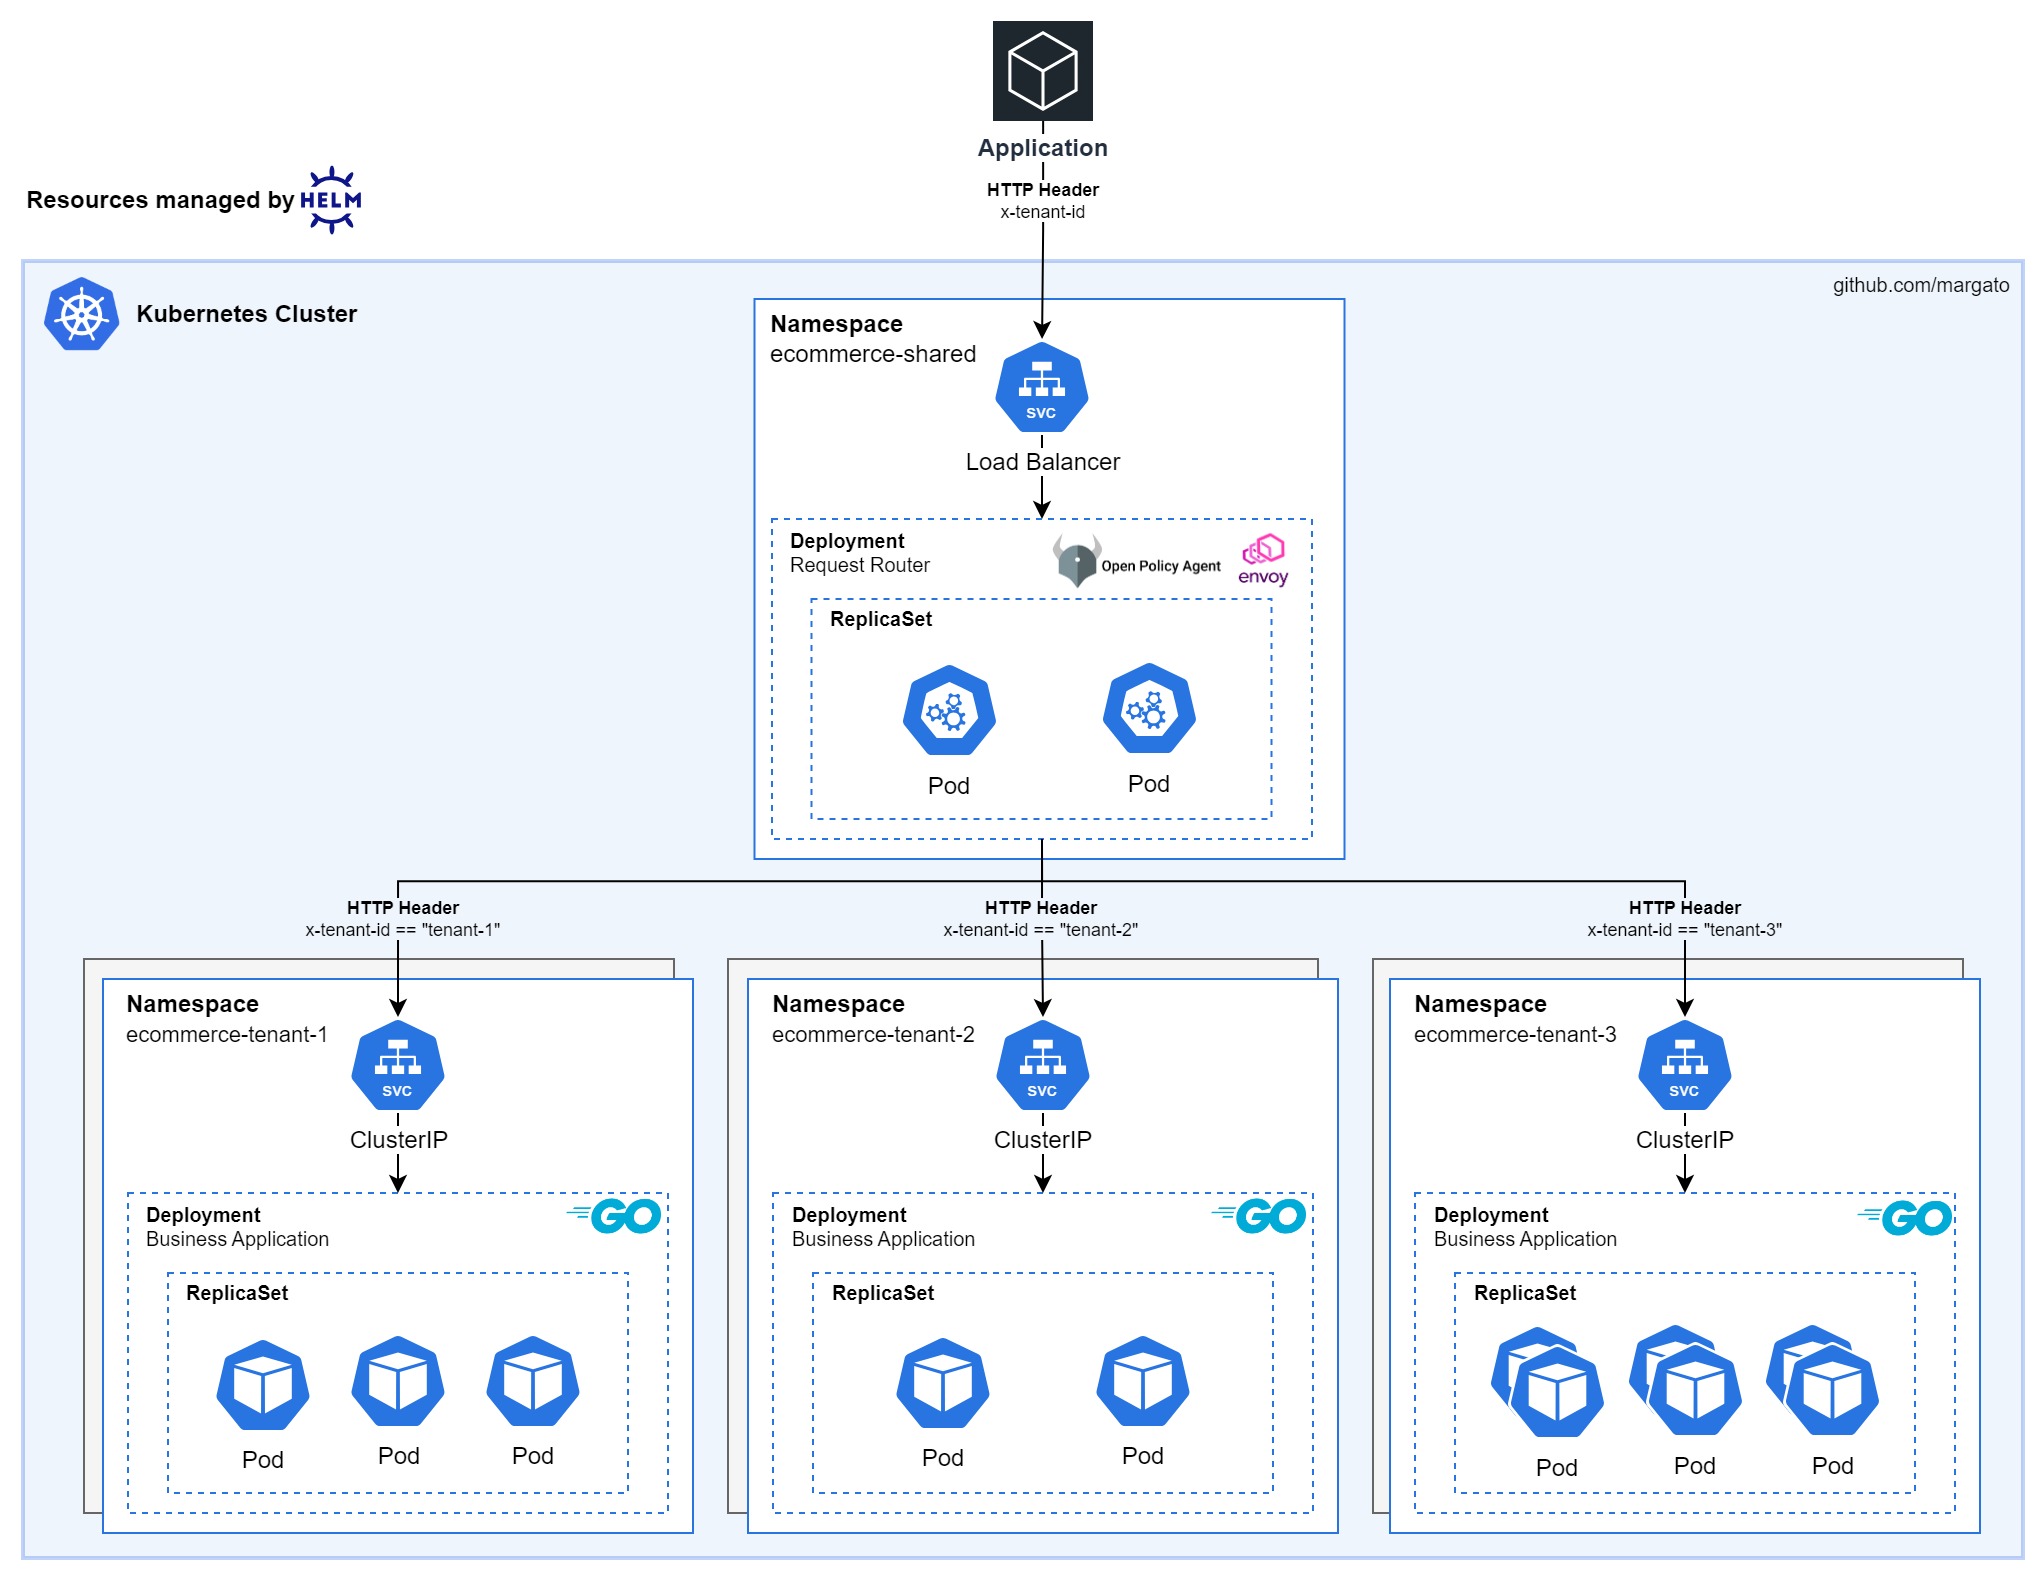 Application
HTTP Header
x-tenant-id
Resources managed by HELM
Kubernetes Cluster
github.com/margato
Namespace
ecommerce-shared
SVC
Load Balancer
Deployment
Request Router
Open Policy Agent
envoy
ReplicaSet
Pod
Pod
HTTP Header
x-tenant-id == "tenant-1"
HTTP Header
x-tenant-id == "tenant-2"
HTTP Header
x-tenant-id == "tenant-3"
Namespace
ecommerce-tenant-1
SVC
ClusterIP
Deployment
Business Application
GO
ReplicaSet
Pod
Pod
Pod
Namespace
ecommerce-tenant-2
SVC
ClusterIP
Deployment
Business Application
GO
ReplicaSet
Pod
Pod
Namespace
ecommerce-tenant-3
SVC
ClusterIP
Deployment
Business Application
GO
ReplicaSet
Pod
Pod
Pod